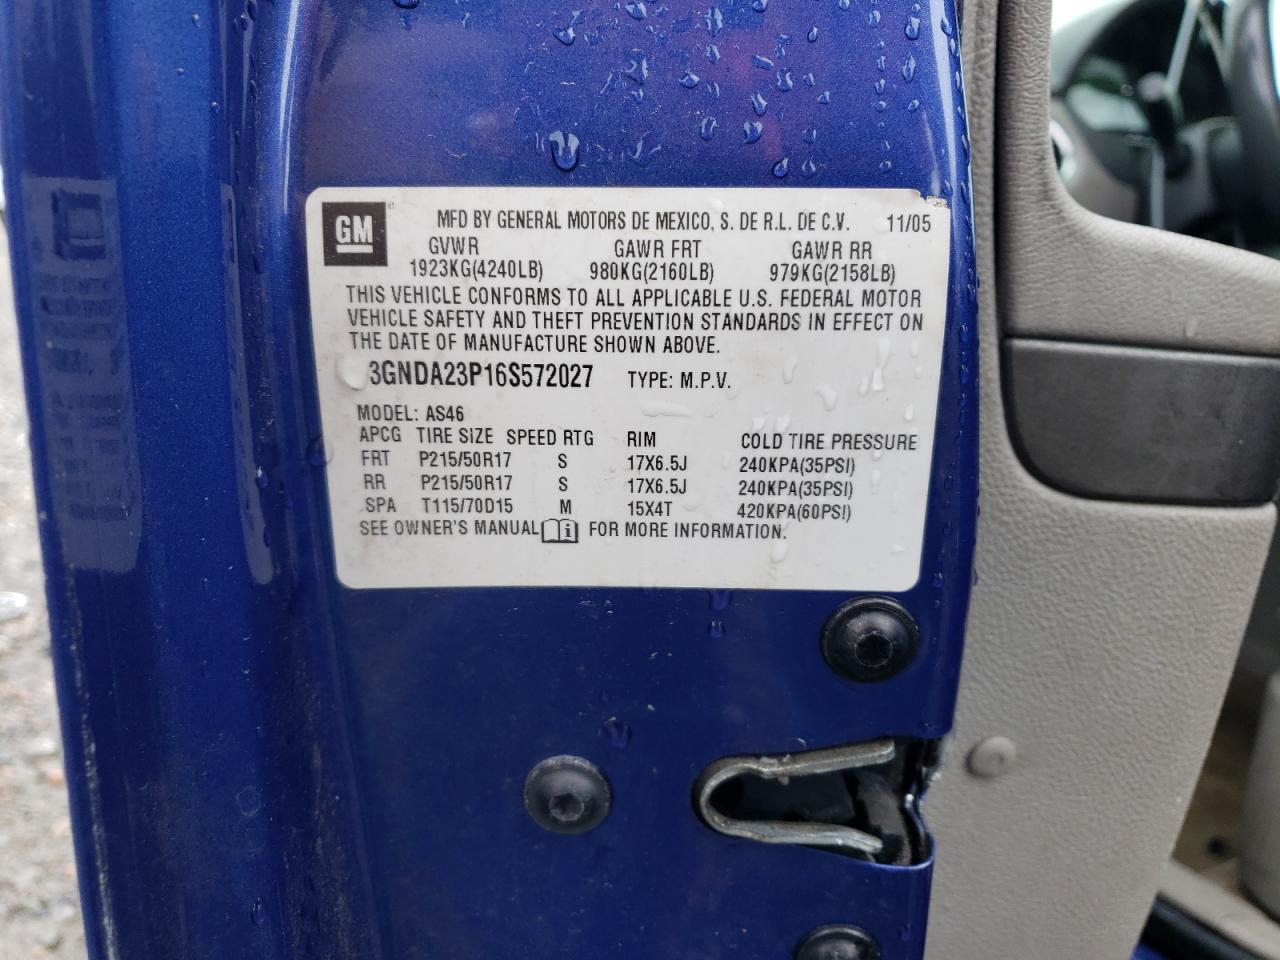 GM
MFD BY GENERAL MOTORS DE MEXICO, S. DE R.L. DE C.V. 11/05
GVWR GAWR FRT GAWR RR
1923KG(4240LB) 980KG(2160LB) 979KG(2158LB)
THIS VEHICLE CONFORMS TO ALL APPLICABLE U.S. FEDERAL MOTOR
VEHICLE SAFETY AND THEFT PREVENTION STANDARDS IN EFFECT ON
THE DATE OF MANUFACTURE SHOWN ABOVE.
3GNDA23P16S572027 TYPE: M.P.V.
MODEL: AS46
APCG TIRE SIZE SPEED RTG RIM COLD TIRE PRESSURE
FRT P215/50R17 S 17X6.5J 240KPA(35PSI)
RR P215/50R17 S 17X6.5J 240KPA(35PSI)
SPA T115/70D15 M 15X4T 420KPA(60PSI)
SEE OWNER'S MANUAL i FOR MORE INFORMATION.